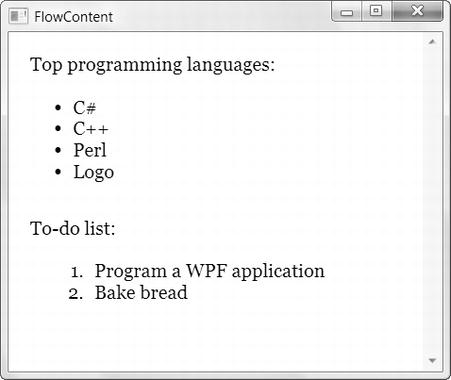 FlowContent
Top programming languages:
• C#
• C++
• Perl
• Logo
To-do list:
1. Program a WPF application
2. Bake bread